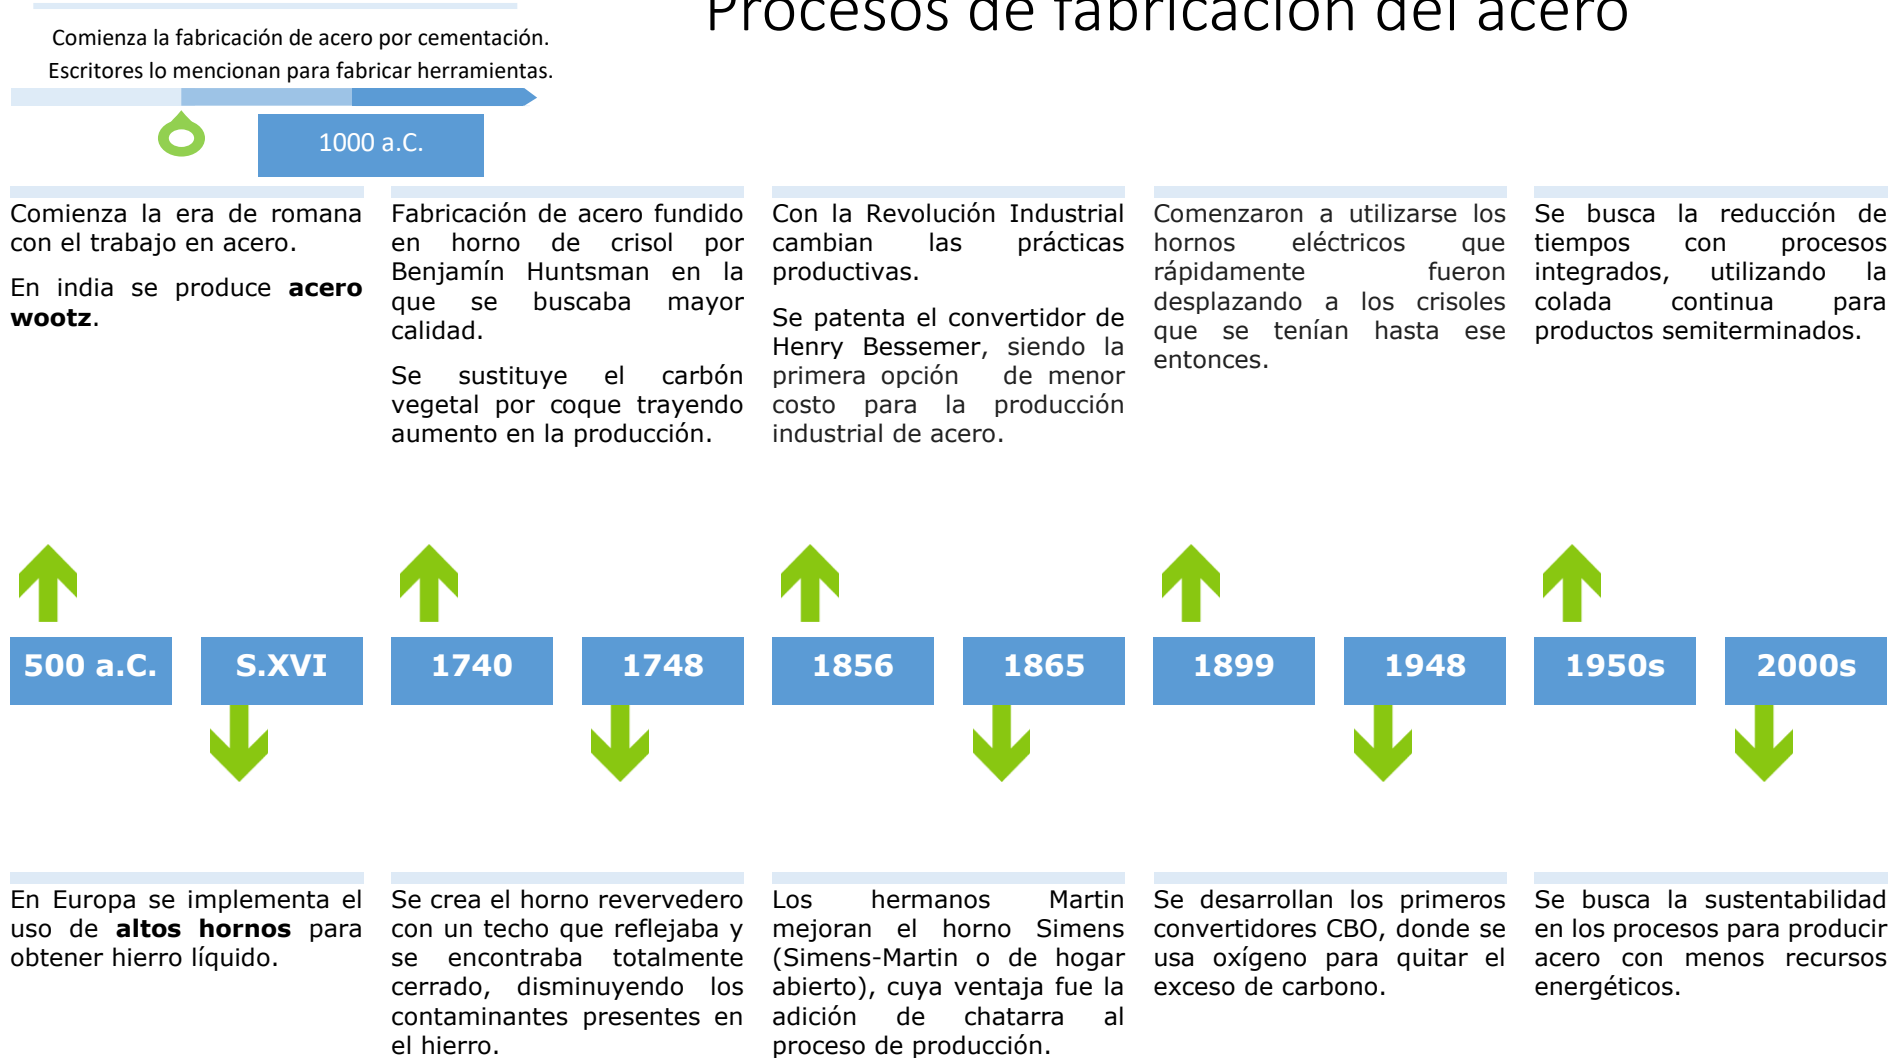 Procesos de fabricación del acero
Comienza la fabricación de acero por cementación.
Escritores lo mencionan para fabricar herramientas.
1000 a.C.
Comienza la era de romana
con el trabajo en acero.
En india se produce acero
wootz.
Fabricación de acero fundido
en horno de crisol por
Benjamín Huntsman en la
que se buscaba mayor
calidad.
Se sustituye el carbón
vegetal por coque trayendo
aumento en la producción.
Con la Revolución Industrial
cambian las prácticas
productivas.
Se patenta el convertidor de
Henry Bessemer, siendo la
primera opción de menor
costo para la producción
industrial de acero.
Comenzaron a utilizarse los
hornos eléctricos que
rápidamente fueron
desplazando a los crisoles
que se tenían hasta ese
entonces.
Se busca la reducción de
tiempos con procesos
integrados, utilizando la
colada continua para
productos semiterminados.
500 a.C.
S.XVI
1740
1748
1856
1865
1899
1948
1950s
2000s
En Europa se implementa el
uso de altos hornos para
obtener hierro líquido.
Se crea el horno revervedero
con un techo que reflejaba y
se encontraba totalmente
cerrado, disminuyendo los
contaminantes presentes en
el hierro.
Los hermanos Martin
mejoran el horno Simens
(Simens-Martin o de hogar
abierto), cuya ventaja fue la
adición de chatarra al
proceso de producción.
Se desarrollan los primeros
convertidores CBO, donde se
usa oxígeno para quitar el
exceso de carbono.
Se busca la sustentabilidad
en los procesos para producir
acero con menos recursos
energéticos.